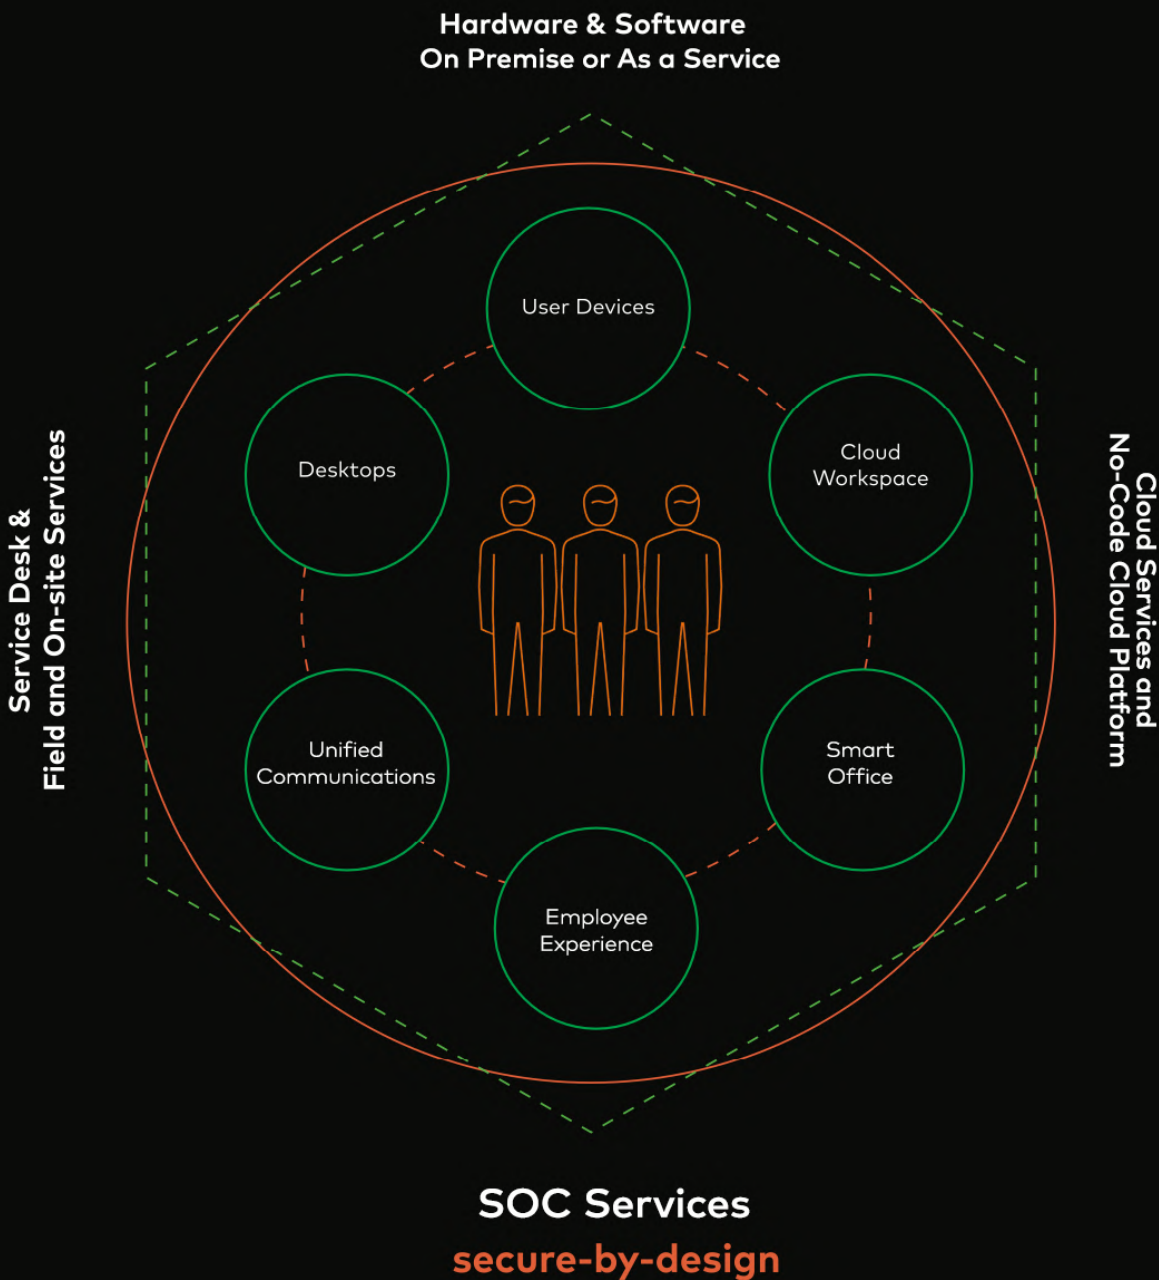 Hardware & Software
On Premise or As a Service
User Devices
Desktops
Cloud
Workspace
Service Desk &
Field and On-site Services
Cloud Services and
No-Code Cloud Platform
Unified
Communications
Smart
Office
Employee
Experience
SOC Services
secure-by-design